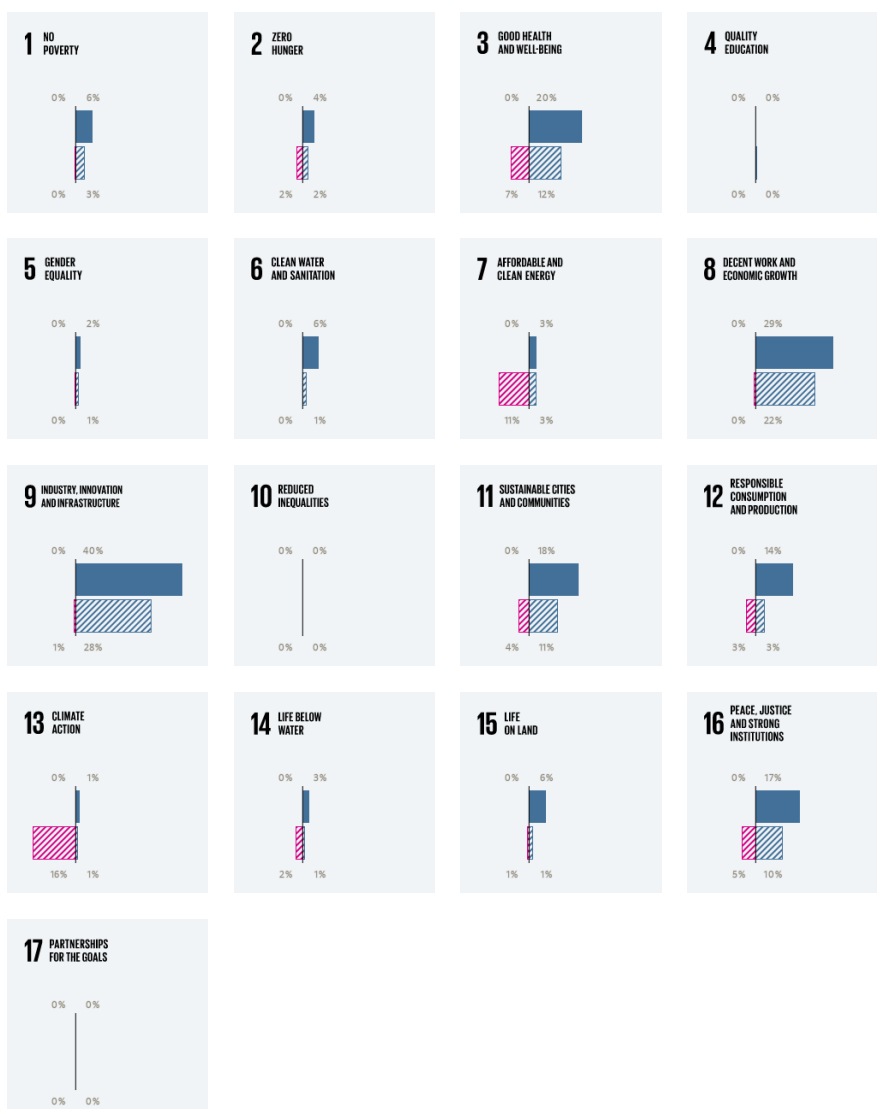 1 NO
POVERTY
0% 6%
0% 3%
2 ZERO
HUNGER
0% 4%
2% 2%
3 GOOD HEALTH
AND WELL-BEING
0% 20%
7% 12%
4 QUALITY
EDUCATION
0% 0%
0% 0%
5 GENDER
EQUALITY
0% 2%
0% 1%
6 CLEAN WATER
AND SANITATION
0% 6%
0% 1%
7 AFFORDABLE AND
CLEAN ENERGY
0% 3%
11% 3%
8 DECENT WORK AND
ECONOMIC GROWTH
0% 29%
0% 22%
9 INDUSTRY, INNOVATION
AND INFRASTRUCTURE
0% 40%
1% 28%
10 REDUCED
INEQUALITIES
0% 0%
0% 0%
11 SUSTAINABLE CITIES
AND COMMUNITIES
0% 18%
4% 11%
12 RESPONSIBLE
CONSUMPTION
AND PRODUCTION
0% 14%
3% 3%
13 CLIMATE
ACTION
0% 1%
16% 1%
14 LIFE BELOW
WATER
0% 3%
2% 1%
15 LIFE
ON LAND
0% 6%
1% 1%
16 PEACE, JUSTICE
AND STRONG
INSTITUTIONS
0% 17%
5% 10%
17 PARTNERSHIPS
FOR THE GOALS
0% 0%
0% 0%